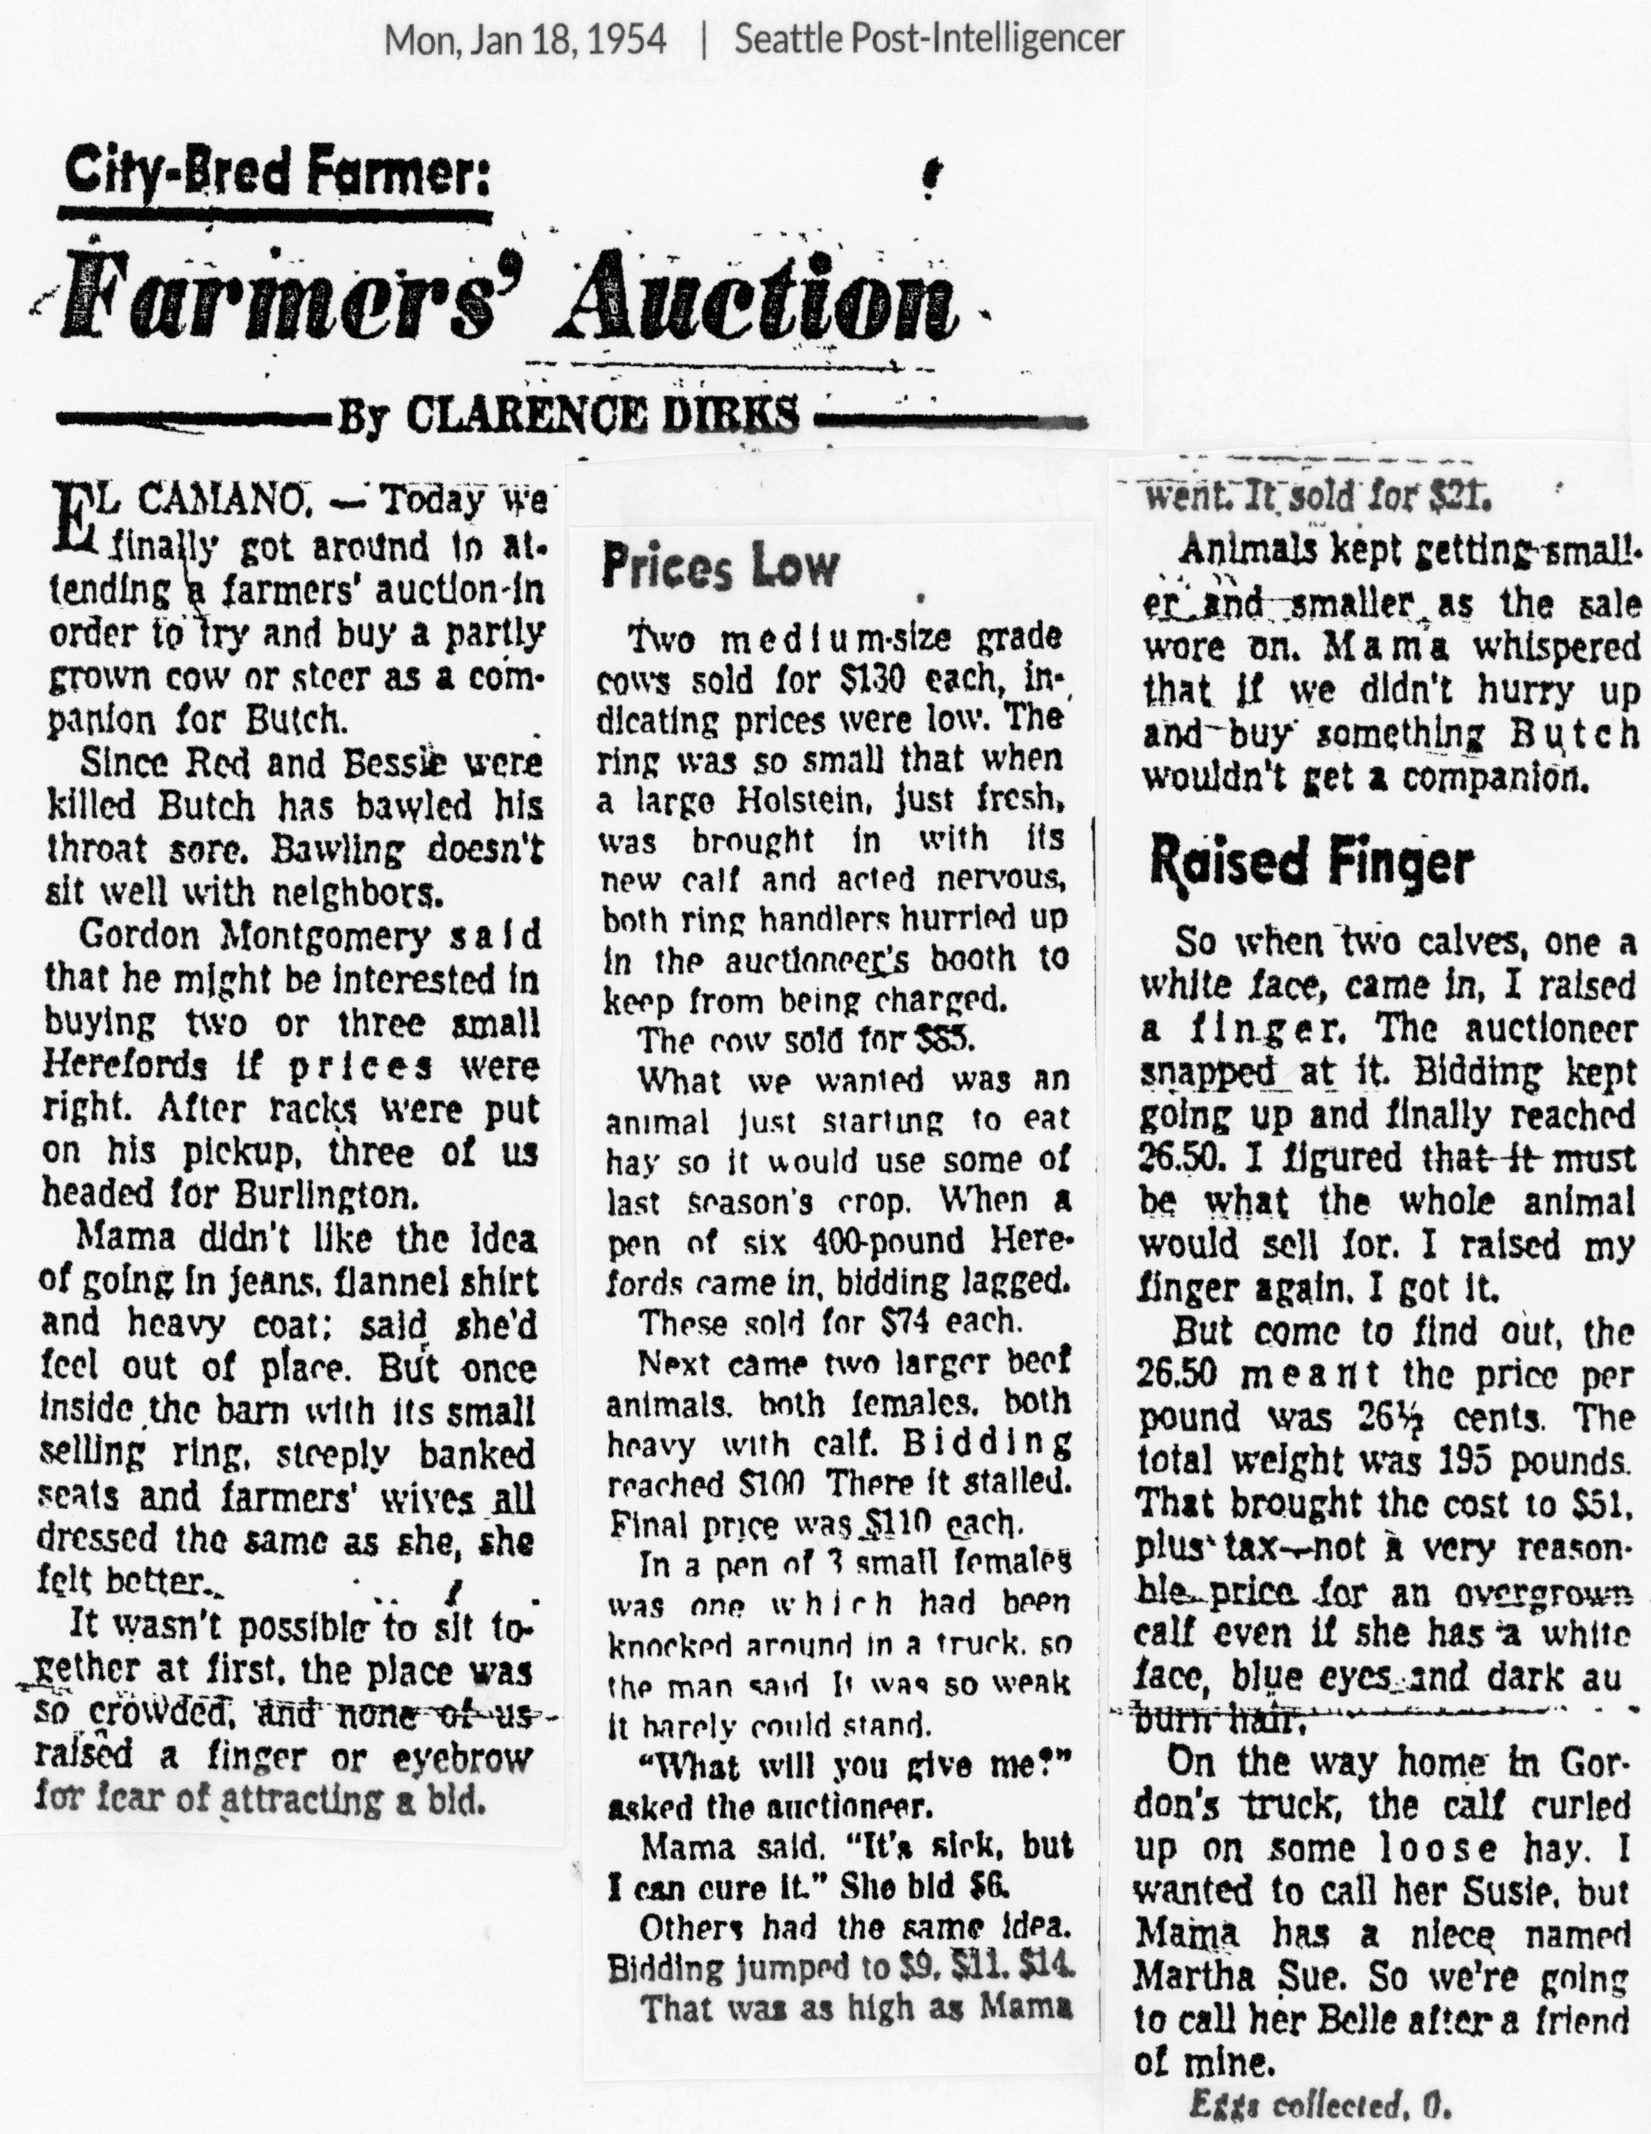 Mon, Jan 18, 1954 | Seattle Post-Intelligencer
City-Bred Farmer:
Farmers' Auction
By CLARENCE DIRKS
EL CAMANO. — Today we
finally got around to at-
tending a farmers' auction in
order to try and buy a partly
grown cow or steer as a com-
panion for Butch.
Since Red and Bessie were
killed Butch has bawled his
throat sore. Bawling doesn't
sit well with neighbors.
Gordon Montgomery said
that he might be interested in
buying two or three small
Herefords if prices were
right. After racks were put
on his pickup, three of us
headed for Burlington.
Mama didn't like the idea
of going in jeans, flannel shirt
and heavy coat; said she'd
feel out of place. But once
inside the barn with its small
selling ring, steeply banked
seats and farmers' wives all
dressed the same as she, she
felt better.
It wasn't possible to sit to-
gether at first, the place was
so crowded, and none of us
raised a finger or eyebrow
for fear of attracting a bid.
Prices Low
Two medium-size grade
cows sold for $130 each, in-
dicating prices were low. The
ring was so small that when
a large Holstein, just fresh,
was brought in with its
new calf and acted nervous,
both ring handlers hurried up
in the auctioneer's booth to
keep from being charged.
The cow sold for
What we wanted was an
animal just starting to eat
hay so it would use some of
last season's crop. When a
pen of six 400-pound Here-
fords came in, bidding lagged.
These sold for $74 each.
Next came two larger beef
animals, both females, both
heavy with calf. Bidding
reached $100 There it stalled.
Final price was $110 each.
In a pen of 3 small females
was one which had been
knocked around in a truck, so
the man said It was so weak
it barely could stand.
"What will you give me?"
asked the auctioneer.
Mama said, "It's sick, but
I can cure it." She bid $6.
Others had the same idea.
Bidding jumped to $9, $11, $14.
That was as high as Mama
went. It sold for $21.
Animals kept getting small-
er and smaller as the sale
wore on. Mama whispered
that if we didn't hurry up
and buy something Butch
wouldn't get a companion.
Raised Finger
So when two calves, one a
white face, came in, I raised
a finger. The auctioneer
snapped at it. Bidding kept
going up and finally reached
26.50. I figured that it must
be what the whole animal
would sell for. I raised my
finger again. I got it.
But come to find out, the
26.50 meant the price per
pound was 26½ cents. The
total weight was 195 pounds.
That brought the cost to $51,
plus tax—not a very reason-
ble price for an overgrown
calf even if she has a white
face, blue eyes and dark au
burn hair.
On the way home in Gor-
don's truck, the calf curled
up on some loose hay. I
wanted to call her Susie, but
Mama has a niece named
Martha Sue. So we're going
to call her Belle after a friend
of mine.
Eggs collected, 0.